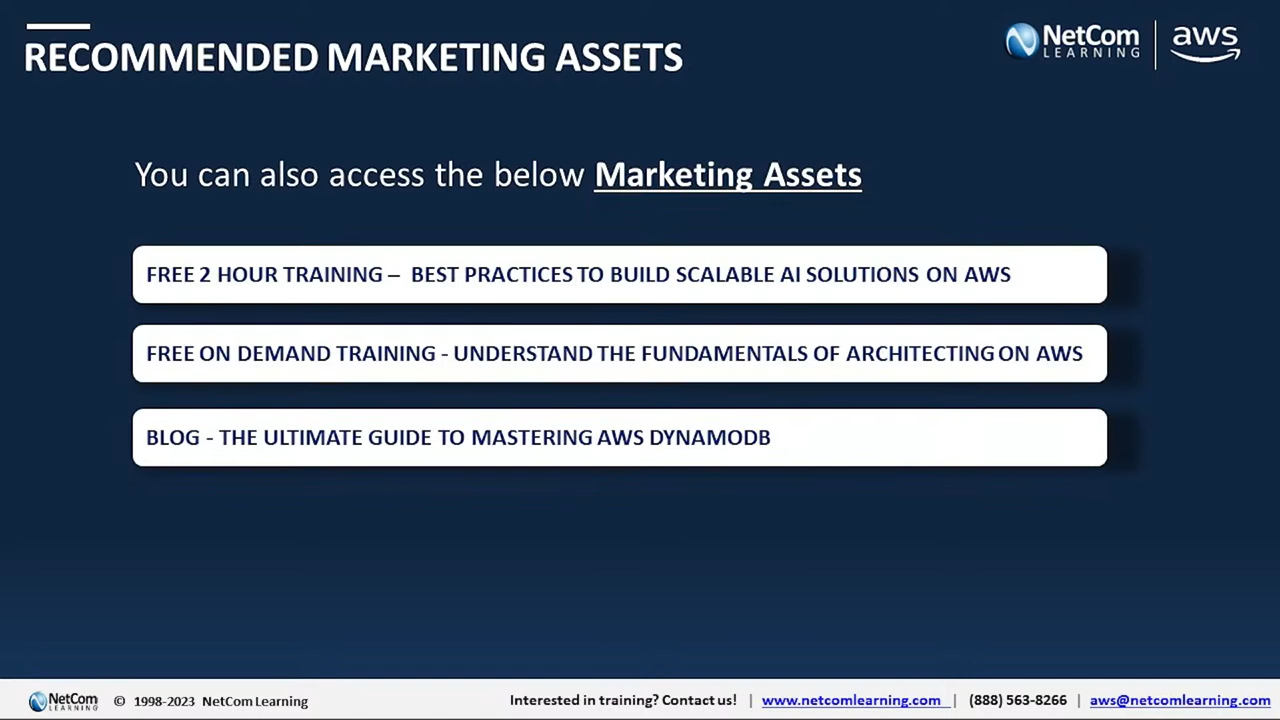 RECOMMENDED MARKETING ASSETS
NetCom LEARNING | aws
You can also access the below Marketing Assets
FREE 2 HOUR TRAINING – BEST PRACTICES TO BUILD SCALABLE AI SOLUTIONS ON AWS
FREE ON DEMAND TRAINING - UNDERSTAND THE FUNDAMENTALS OF ARCHITECTING ON AWS
BLOG - THE ULTIMATE GUIDE TO MASTERING AWS DYNAMODB
NetCom LEARNING © 1998-2023 NetCom Learning Interested in training? Contact us! | www.netcomlearning.com | (888) 563-8266 | aws@netcomlearning.com